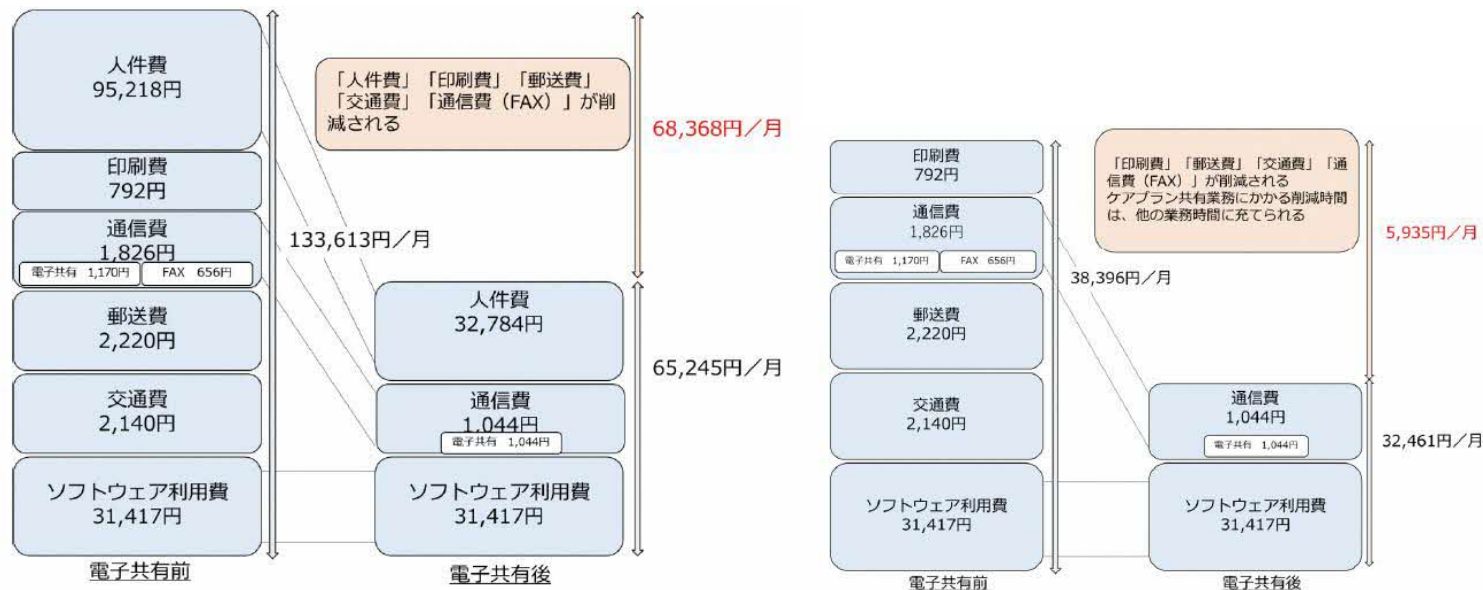 人件費
95,218円
印刷費
792円
通信費
1,826円
電子共有 1,170円
FAX 656円
郵送費
2,220円
交通費
2,140円
ソフトウェア利用費
31,417円
電子共有前
133,613円／月
「人件費」「印刷費」「郵送費」
「交通費」「通信費（FAX）」が削
減される
68,368円／月
人件費
32,784円
通信費
1,044円
電子共有 1,044円
ソフトウェア利用費
31,417円
電子共有後
65,245円／月
印刷費
792円
通信費
1,826円
電子共有 1,170円
FAX 656円
郵送費
2,220円
交通費
2,140円
ソフトウェア利用費
31,417円
電子共有前
38,396円／月
「印刷費」「郵送費」「交通費」「通
信費（FAX）」が削減される
ケアプラン共有業務にかかる削減時間
は、他の業務時間に充てられる
5,935円／月
通信費
1,044円
電子共有 1,044円
ソフトウェア利用費
31,417円
電子共有後
32,461円／月